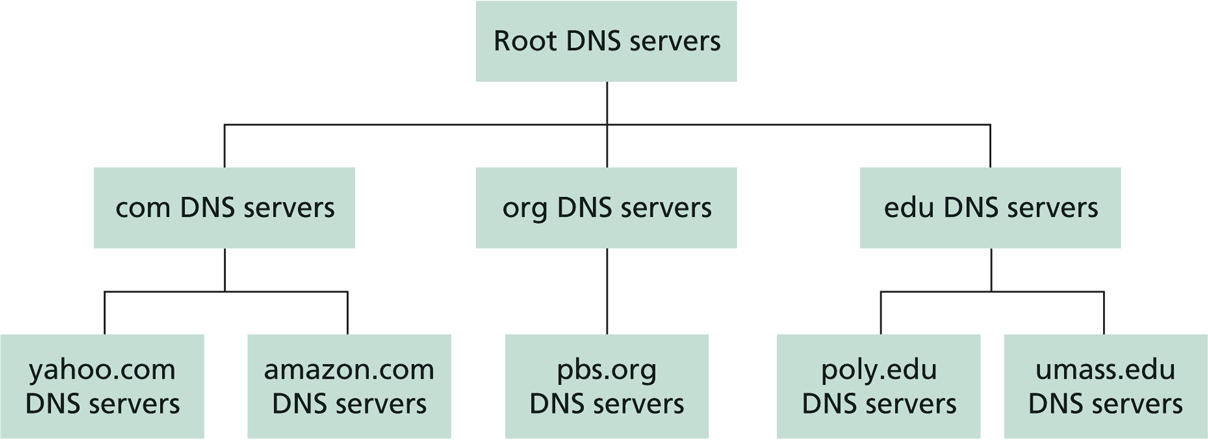 Root DNS servers
com DNS servers
org DNS servers
edu DNS servers
yahoo.com
DNS servers
amazon.com
DNS servers
pbs.org
DNS servers
poly.edu
DNS servers
umass.edu
DNS servers